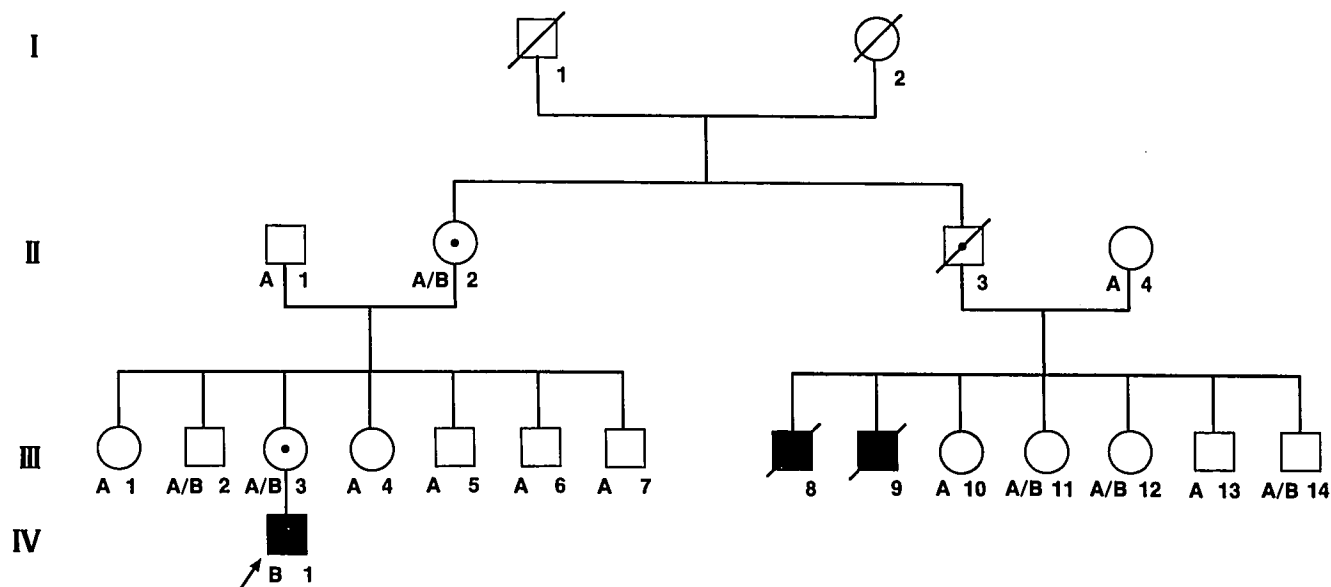 I
1
2
II
A 1
A/B 2
3
A 4
III
A 1
A/B 2
A/B 3
A 4
A 5
A 6
A 7
8
9
A 10
A/B 11
A/B 12
A 13
A/B 14
IV
B 1